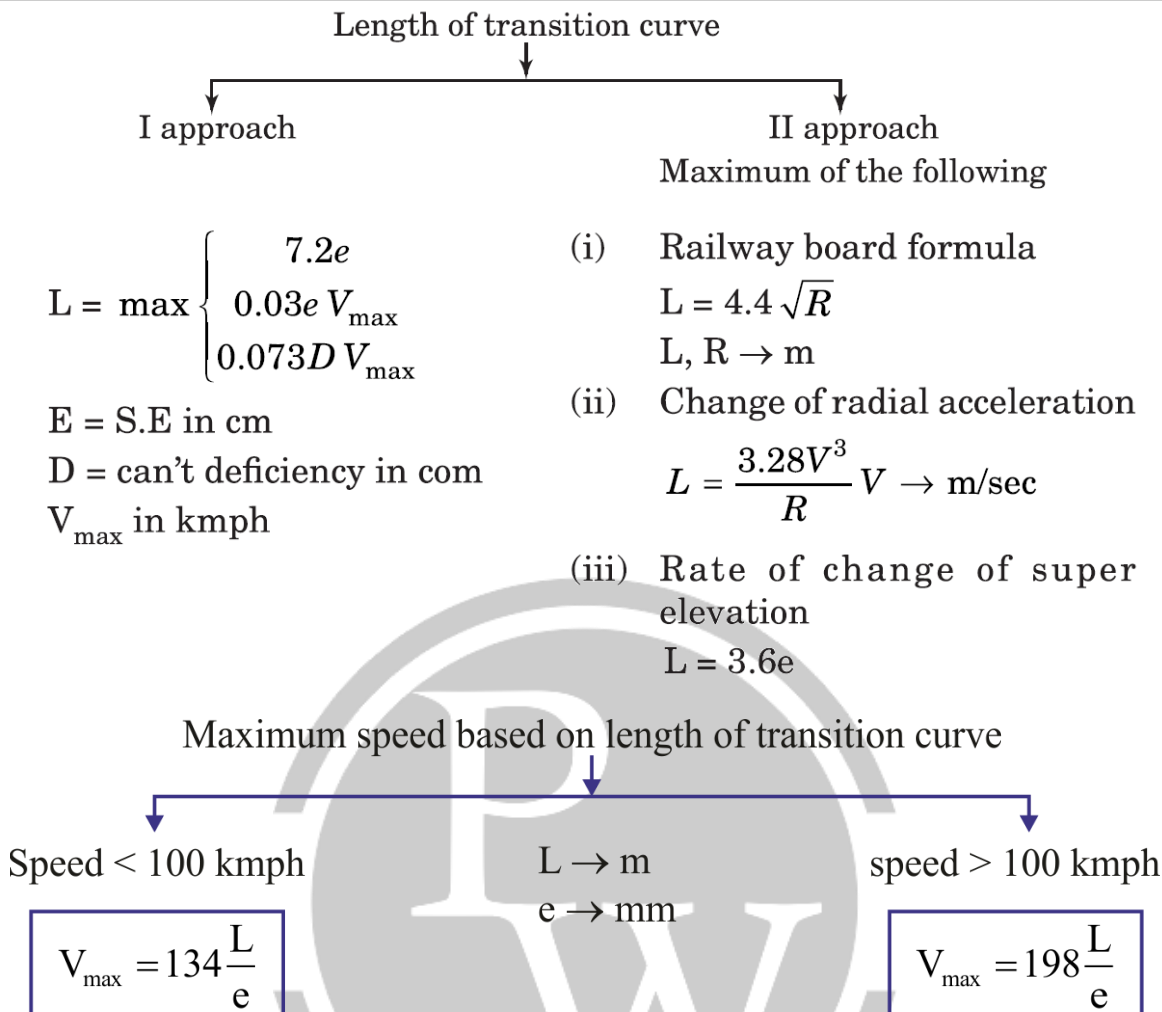 Length of transition curve
I approach
L = max { 7.2e
0.03e V_max
0.073D V_max
E = S.E in cm
D = can't deficiency in com
V_max in kmph
II approach
Maximum of the following
(i) Railway board formula
L = 4.4 √R
L, R → m
(ii) Change of radial acceleration
L = 3.28V³/R V → m/sec
(iii) Rate of change of super
elevation
L = 3.6e
Maximum speed based on length of transition curve
Speed < 100 kmph
V_max = 134 L/e
L → m
e → mm
speed > 100 kmph
V_max = 198 L/e
P
W